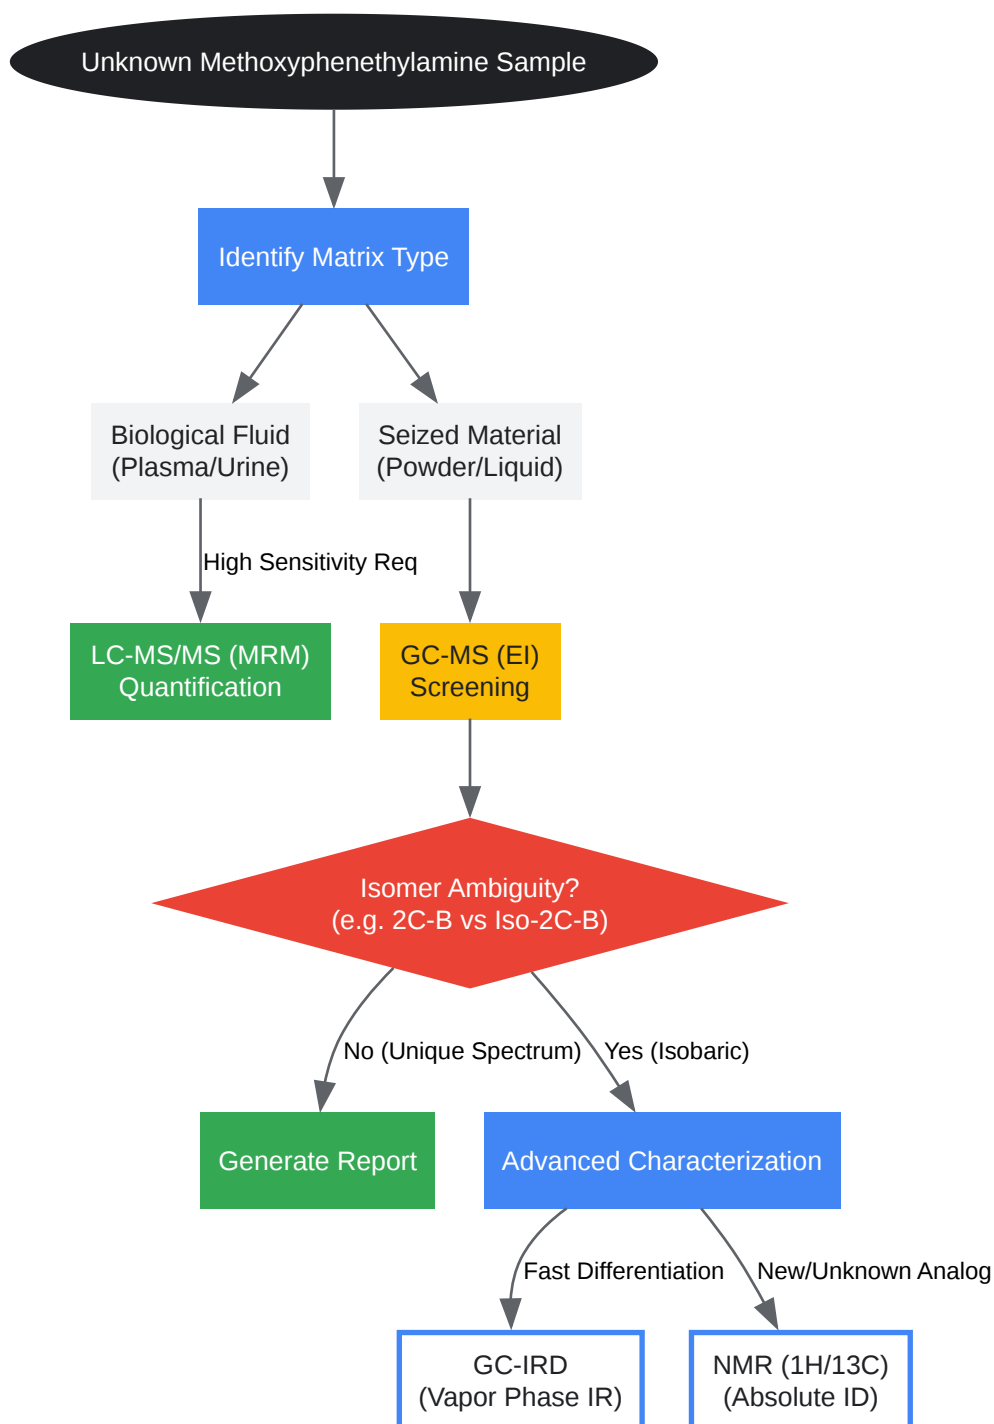 Unknown Methoxyphenethylamine Sample
Identify Matrix Type
Biological Fluid
(Plasma/Urine)
Seized Material
(Powder/Liquid)
High Sensitivity Req
LC-MS/MS (MRM)
Quantification
GC-MS (EI)
Screening
Isomer Ambiguity?
(e.g. 2C-B vs Iso-2C-B)
No (Unique Spectrum)
Yes (Isobaric)
Generate Report
Advanced Characterization
Fast Differentiation
New/Unknown Analog
GC-IRD
(Vapor Phase IR)
NMR (1H/13C)
(Absolute ID)